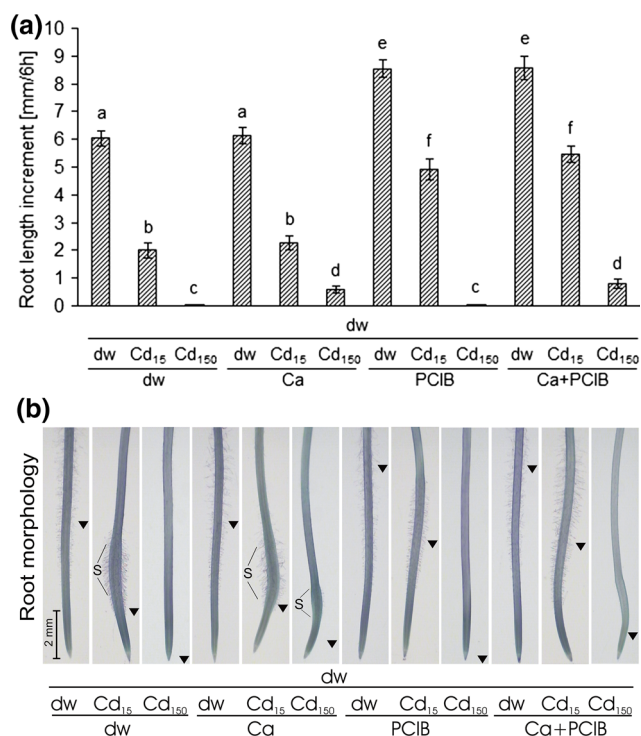 (a)
Root length increment [mm/6h]
10
9
8
7
6
5
4
3
2
1
0
a b c a b d e f c e f d
dw
dw Cd15 Cd150 dw Cd15 Cd150 dw Cd15 Cd150 dw Cd15 Cd150
dw Ca PCIB Ca+PCIB
(b)
Root morphology
S S S
2 mm
dw
dw Cd15 Cd150 dw Cd15 Cd150 dw Cd15 Cd150 dw Cd15 Cd150
dw Ca PCIB Ca+PCIB